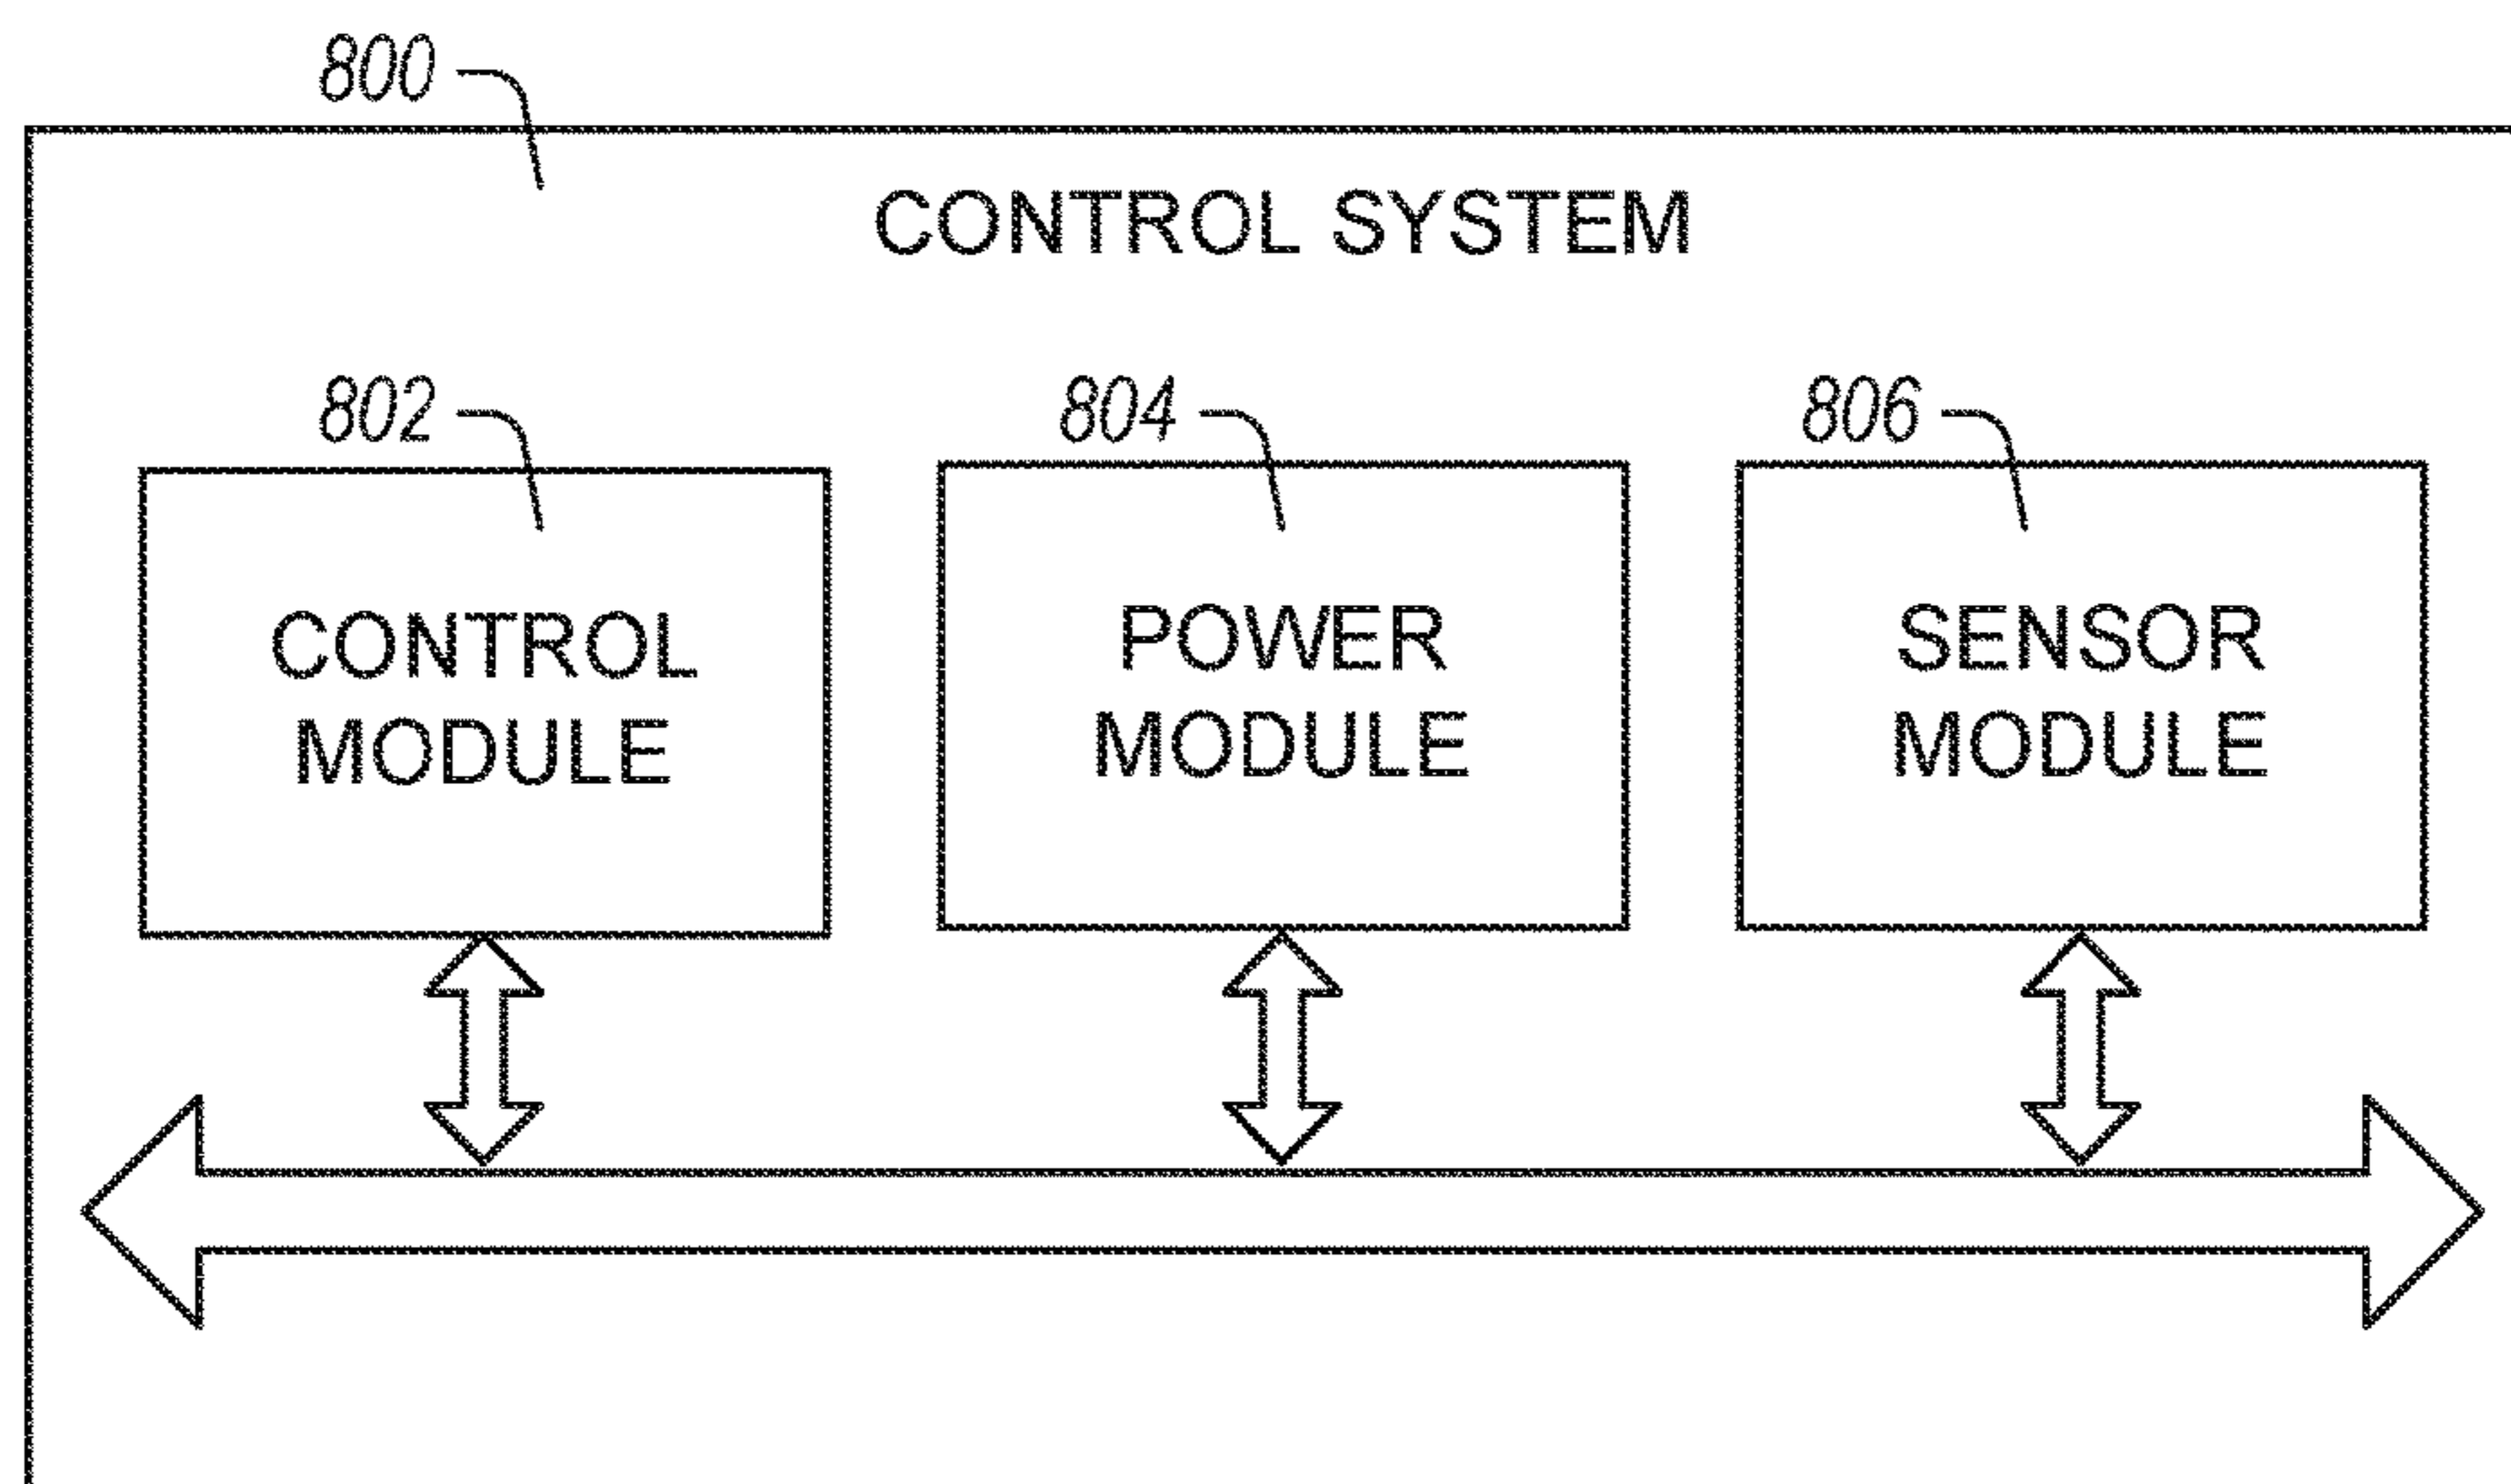 800
CONTROL SYSTEM
802
804
806
CONTROL
MODULE
POWER
MODULE
SENSOR
MODULE